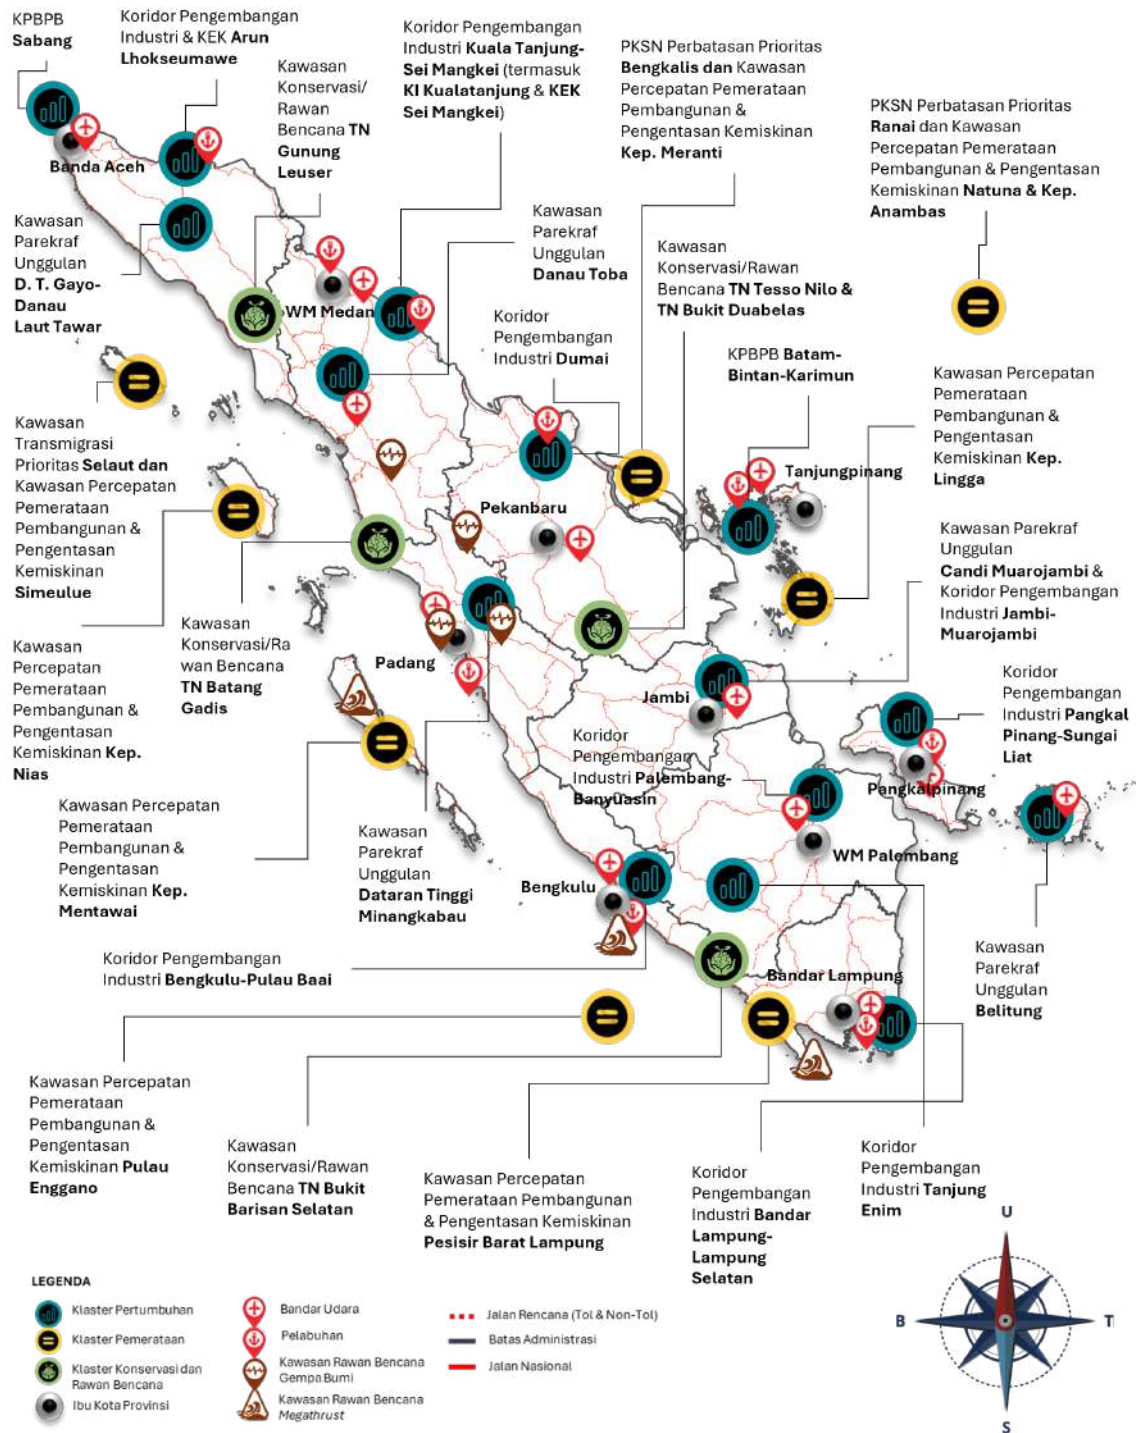 KPBPB
Sabang
Koridor Pengembangan
Industri & KEK Arun
Lhokseumawe
Kawasan
Konservasi/
Rawan
Bencana TN
Gunung
Leuser
Koridor Pengembangan
Industri Kuala Tanjung-
Sei Mangkei (termasuk
KI Kualatanjung & KEK
Sei Mangkei)
PKSN Perbatasan Prioritas
Bengkalis dan Kawasan
Percepatan Pemerataan
Pembangunan &
Pengentasan Kemiskinan
Kep. Meranti
PKSN Perbatasan Prioritas
Ranai dan Kawasan
Percepatan Pemerataan
Pembangunan & Pengentasan
Kemiskinan Natuna & Kep.
Anambas
Banda Aceh
Kawasan
Parekraf
Unggulan
D. T. Gayo-
Danau
Laut Tawar
Kawasan
Parekraf
Unggulan
Danau Toba
Kawasan
Konservasi/Rawan
Bencana TN Tesso Nilo &
TN Bukit Duabelas
WM Medan
Koridor
Pengembangan
Industri Dumai
KPBPB Batam-
Bintan-Karimun
Kawasan Percepatan
Pemerataan
Pembangunan &
Pengentasan
Kemiskinan Kep.
Lingga
Kawasan
Transmigrasi
Prioritas Selaut dan
Kawasan Percepatan
Pemerataan
Pembangunan &
Pengentasan
Kemiskinan
Simeulue
Tanjungpinang
Pekanbaru
Kawasan Parekraf
Unggulan
Candi Muarojambi &
Koridor Pengembangan
Industri Jambi-
Muarojambi
Kawasan
Percepatan
Pemerataan
Pembangunan &
Pengentasan
Kemiskinan Kep.
Nias
Kawasan
Konservasi/Ra
wan Bencana
TN Batang
Gadis
Padang
Jambi
Koridor
Pengembangan
Industri Pangkal
Pinang-Sungai
Liat
Koridor
Pengembangan
Industri Palembang-
Banyuasin
Pangkalpinang
Kawasan Percepatan
Pemerataan
Pembangunan &
Pengentasan
Kemiskinan Kep.
Mentawai
Kawasan
Parekraf
Unggulan
Dataran Tinggi
Minangkabau
WM Palembang
Bengkulu
Koridor Pengembangan
Industri Bengkulu-Pulau Baai
Bandar Lampung
Kawasan
Parekraf
Unggulan
Belitung
Kawasan Percepatan
Pemerataan
Pembangunan &
Pengentasan
Kemiskinan Pulau
Enggano
Kawasan
Konservasi/Rawan
Bencana TN Bukit
Barisan Selatan
Kawasan Percepatan
Pemerataan Pembangunan
& Pengentasan Kemiskinan
Pesisir Barat Lampung
Koridor
Pengembangan
Industri Bandar
Lampung-
Lampung
Selatan
Koridor
Pengembangan
Industri Tanjung
Enim
LEGENDA
Klaster Pertumbuhan
Klaster Pemerataan
Klaster Konservasi dan
Rawan Bencana
Ibu Kota Provinsi
Bandar Udara
Pelabuhan
Kawasan Rawan Bencana
Gempa Bumi
Kawasan Rawan Bencana
Megathrust
Jalan Rencana (Tol & Non-Tol)
Batas Administrasi
Jalan Nasional
U
B
T
S